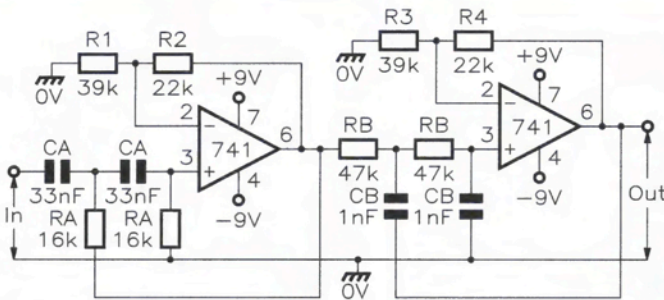 R1
R2
R3
R4
0V
39k
22k
+9V
0V
39k
22k
+9V
2
−
7
6
2
−
7
6
CA
CA
3
+
741
RB
RB
3
+
741
33nF
33nF
4
47k
47k
4
In
RA
RA
−9V
CB
CB
−9V
Out
16k
16k
1nF
1nF
0V